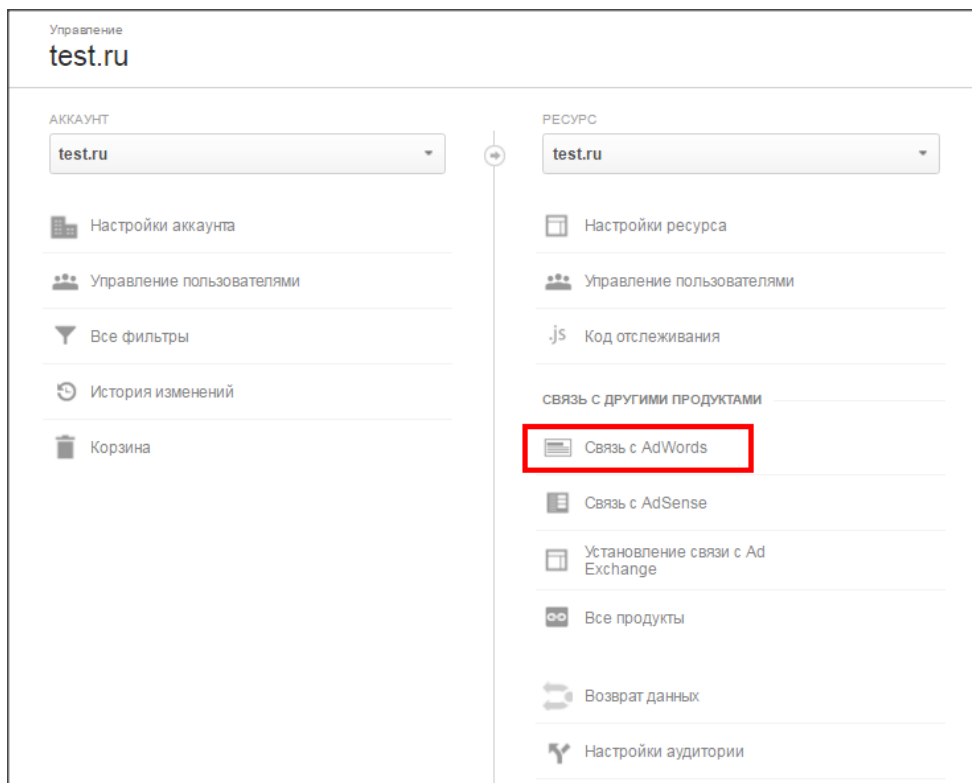 Управление
test.ru
АККАУНТ
test.ru
Настройки аккаунта
Управление пользователями
Все фильтры
История изменений
Корзина
РЕСУРС
test.ru
Настройки ресурса
Управление пользователями
.js Код отслеживания
СВЯЗЬ С ДРУГИМИ ПРОДУКТАМИ
Связь с AdWords
Связь с AdSense
Установление связи с Ad
Exchange
Все продукты
Возврат данных
Настройки аудитории